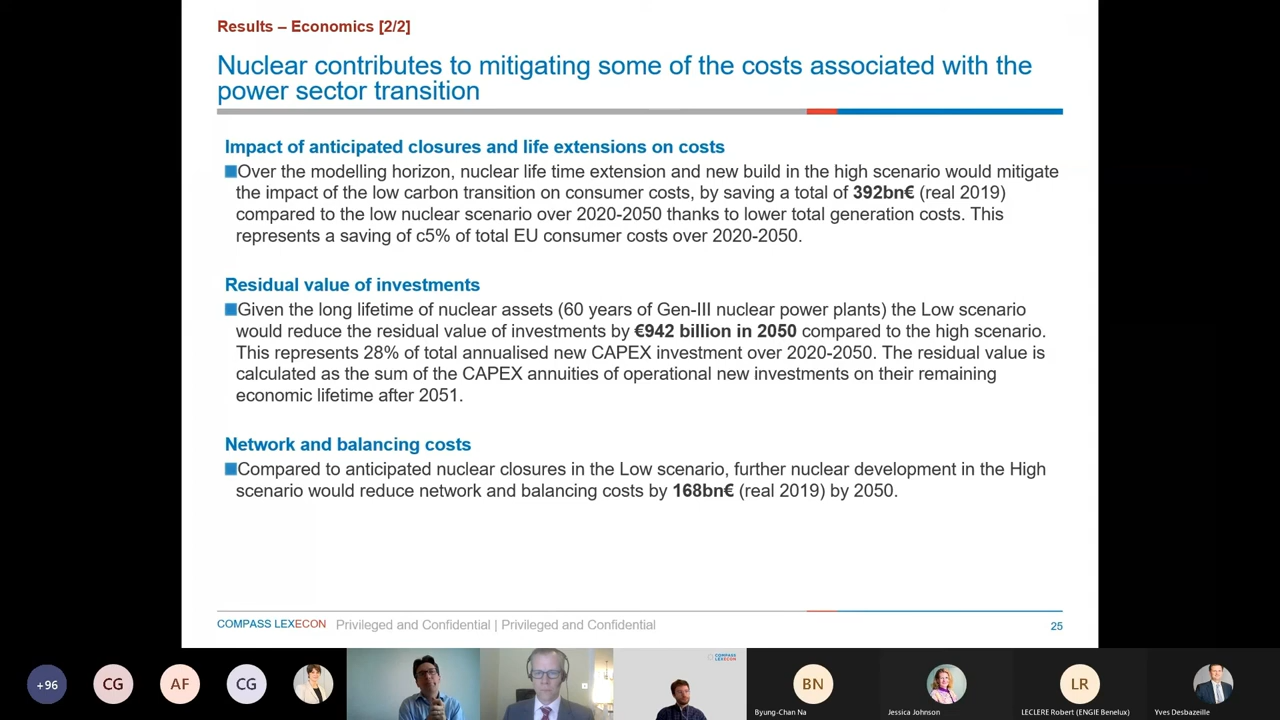 Results – Economics [2/2]
Nuclear contributes to mitigating some of the costs associated with the
power sector transition
Impact of anticipated closures and life extensions on costs
Over the modelling horizon, nuclear life time extension and new build in the high scenario would mitigate
the impact of the low carbon transition on consumer costs, by saving a total of 392bn€ (real 2019)
compared to the low nuclear scenario over 2020-2050 thanks to lower total generation costs. This
represents a saving of c5% of total EU consumer costs over 2020-2050.
Residual value of investments
Given the long lifetime of nuclear assets (60 years of Gen-III nuclear power plants) the Low scenario
would reduce the residual value of investments by €942 billion in 2050 compared to the high scenario.
This represents 28% of total annualised new CAPEX investment over 2020-2050. The residual value is
calculated as the sum of the CAPEX annuities of operational new investments on their remaining
economic lifetime after 2051.
Network and balancing costs
Compared to anticipated nuclear closures in the Low scenario, further nuclear development in the High
scenario would reduce network and balancing costs by 168bn€ (real 2019) by 2050.
COMPASS LEXECON Privileged and Confidential | Privileged and Confidential 25
+96 CG AF CG
COMPASS
LEXECON
BN
LR
Byung-Chan Na Jessica Johnson LECLERE Robert (ENGIE Benelux) Yves Desbazeille